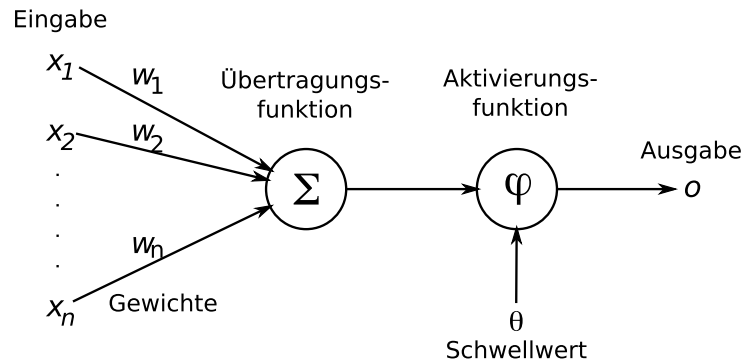 Eingabe
x1
w1
Übertragungs-
funktion
Aktivierungs-
funktion
x2
w2
Ausgabe
Σ
φ
o
wn
xn
Gewichte
θ
Schwellwert